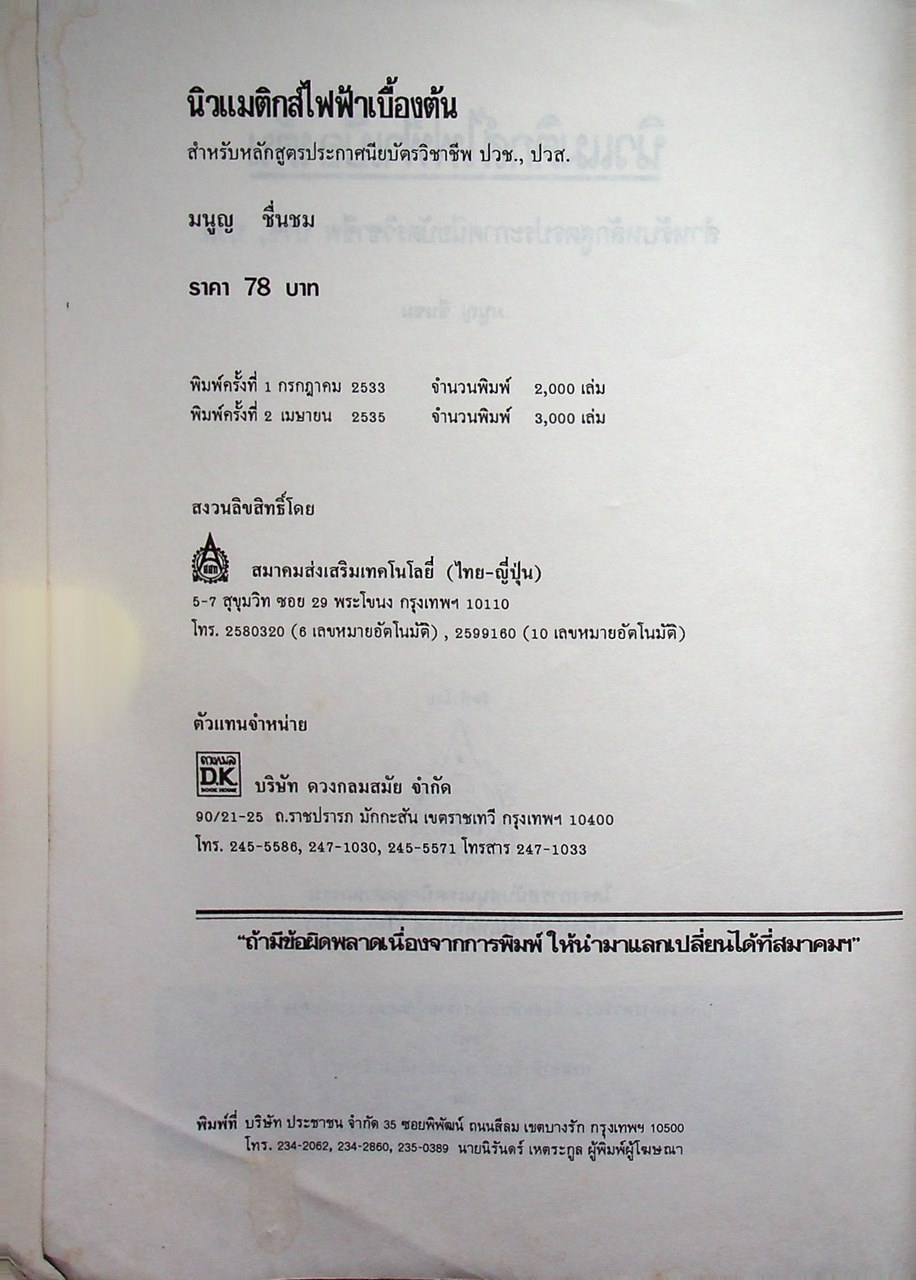 นิวแมติกส์ไฟฟ้าเบื้องต้น
สำหรับหลักสูตรประกาศนียบัตรวิชาชีพ ปวช., ปวส.
มนูญ ชื่นชม
ราคา 78 บาท
พิมพ์ครั้งที่ 1 กรกฎาคม 2533 จำนวนพิมพ์ 2,000 เล่ม
พิมพ์ครั้งที่ 2 เมษายน 2535 จำนวนพิมพ์ 3,000 เล่ม
สงวนลิขสิทธิ์โดย
สมาคมส่งเสริมเทคโนโลยี่ (ไทย-ญี่ปุ่น)
5-7 สุขุมวิท ซอย 29 พระโขนง กรุงเทพฯ 10110
โทร. 2580320 (6 เลขหมายอัตโนมัติ) , 2599160 (10 เลขหมายอัตโนมัติ)
ตัวแทนจำหน่าย
ดวงกมล
D.K.
BOOK HOUSE
บริษัท ดวงกลมสมัย จำกัด
90/21-25 ถ.ราชปรารภ มักกะสัน เขตราชเทวี กรุงเทพฯ 10400
โทร. 245-5586, 247-1030, 245-5571 โทรสาร 247-1033
“ถ้ามีข้อผิดพลาดเนื่องจากการพิมพ์ ให้นำมาแลกเปลี่ยนได้ที่สมาคมฯ”
พิมพ์ที่ บริษัท ประชาชน จำกัด 35 ซอยพิพัฒน์ ถนนสีลม เขตบางรัก กรุงเทพฯ 10500
โทร. 234-2062, 234-2860, 235-0389 นายนิรันดร์ เหตระกูล ผู้พิมพ์ผู้โฆษณา